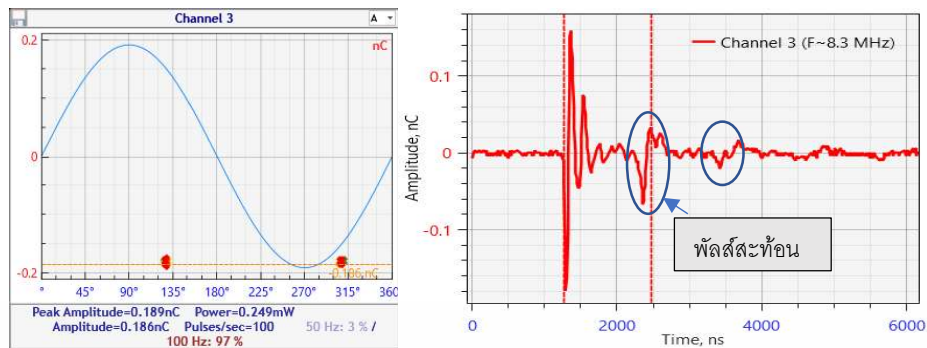 Channel 3
A
0.2
nC
0
-0.186 nC
-0.2
0° 45° 90° 135° 180° 225° 270° 315° 360
Peak Amplitude=0.189nC Power=0.249mW
Amplitude=0.186nC Pulses/sec=100 50 Hz: 3 % /
100 Hz: 97 %
Channel 3 (F~8.3 MHz)
Amplitude, nC
0.1
0
-0.1
พัลส์สะท้อน
0 2000 4000 6000
Time, ns